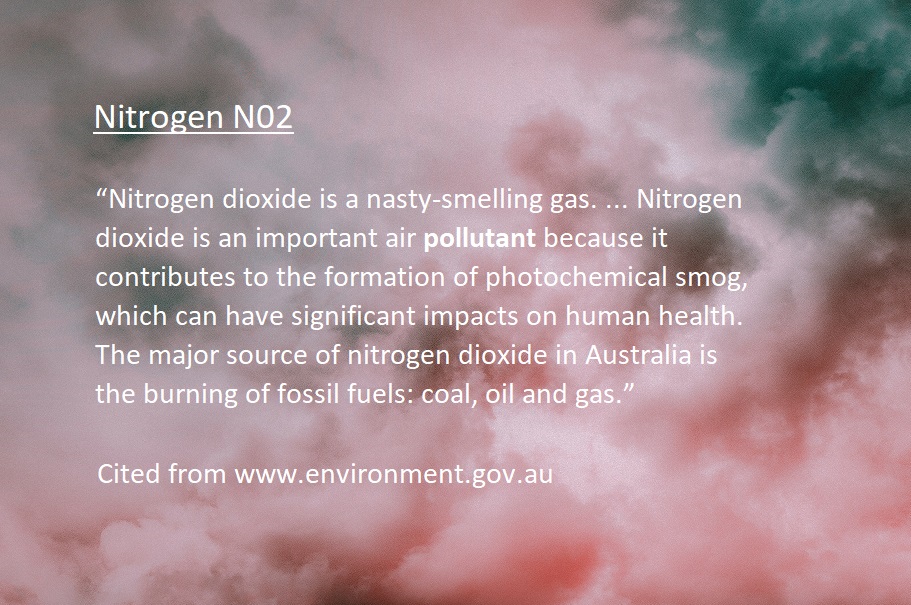 Nitrogen N02
“Nitrogen dioxide is a nasty-smelling gas. ... Nitrogen
dioxide is an important air pollutant because it
contributes to the formation of photochemical smog,
which can have significant impacts on human health.
The major source of nitrogen dioxide in Australia is
the burning of fossil fuels: coal, oil and gas.”
Cited from www.environment.gov.au